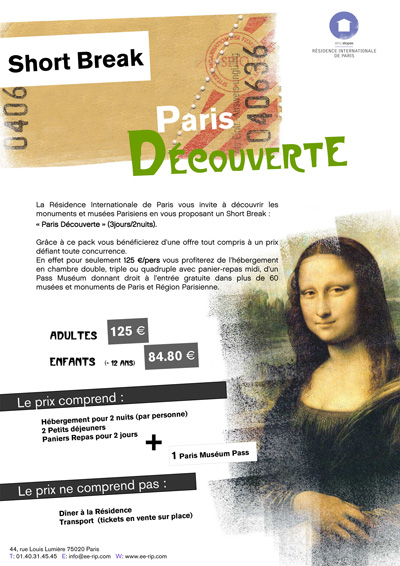 Short Break
RÉSIDENCE INTERNATIONALE
DE PARIS
040636
Paris
DÉCOUVERTE
La Résidence Internationale de Paris vous invite à découvrir les
monuments et musées Parisiens en vous proposant un Short Break :
« Paris Découverte » (3jours/2nuits).
Grâce à ce pack vous bénéficierez d'une offre tout compris à un prix
défiant toute concurrence.
En effet pour seulement 125 €/pers vous profiterez de l'hébergement
en chambre double, triple ou quadruple avec panier-repas midi, d'un
Pass Muséum donnant droit à l'entrée gratuite dans plus de 60
musées et monuments de Paris et Région Parisienne.
ADULTES 125 €
ENFANTS (- 12 ANS) 84.80 €
Le prix comprend :
Hébergement pour 2 nuits (par personne)
2 Petits déjeuners
Paniers Repas pour 2 jours
+
1 Paris Muséum Pass
Le prix ne comprend pas :
Diner à la Résidence
Transport (tickets en vente sur place)
44, rue Louis Lumière 75020 Paris
T: 01.40.31.45.45 E: info@ee-rip.com W: www.ee-rip.com